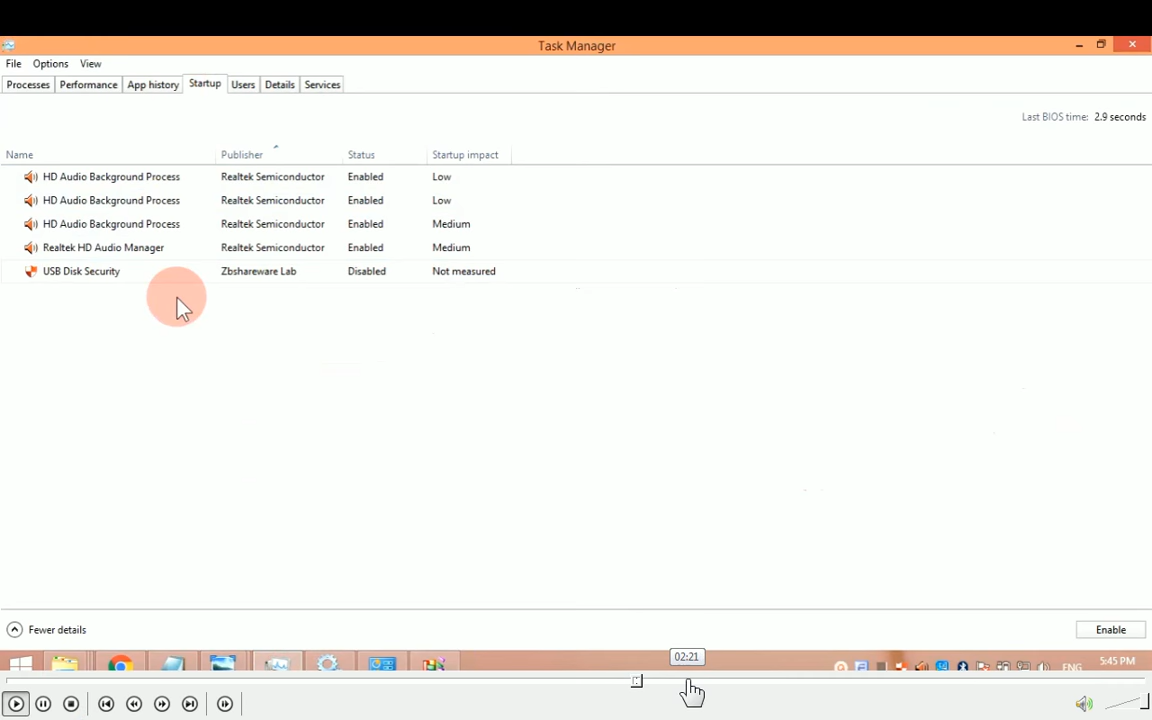 Task Manager
File Options View
Processes Performance App history Startup Users Details Services
Last BIOS time: 2.9 seconds
Name Publisher Status Startup impact
HD Audio Background Process Realtek Semiconductor Enabled Low
HD Audio Background Process Realtek Semiconductor Enabled Low
HD Audio Background Process Realtek Semiconductor Enabled Medium
Realtek HD Audio Manager Realtek Semiconductor Enabled Medium
USB Disk Security Zbshareware Lab Disabled Not measured
Fewer details Enable
02:21
ENG 5:45 PM